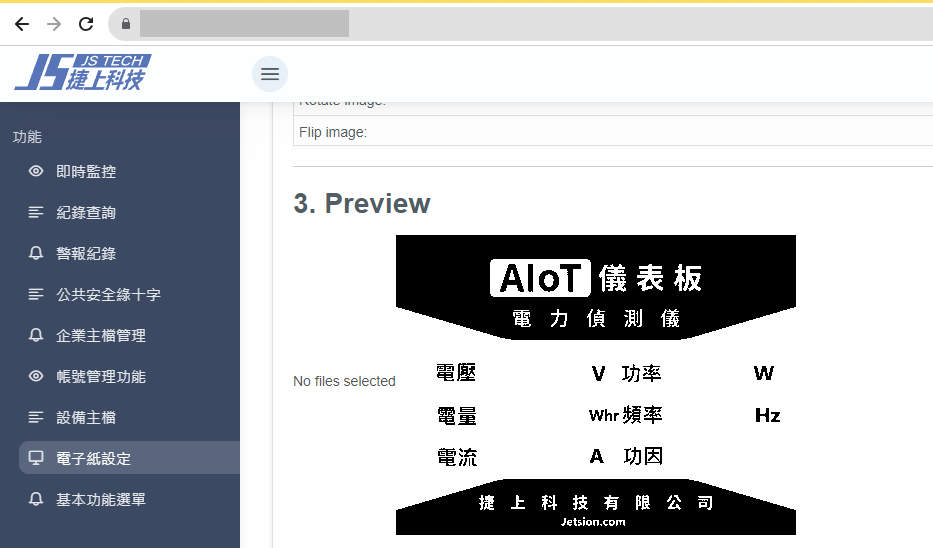 JS TECH
捷上科技
功能
即時監控
紀錄查詢
警報紀錄
公共安全綠十字
企業主檔管理
帳號管理功能
設備主檔
電子紙設定
基本功能選單
Rotate image:
Flip image:
3. Preview
No files selected
AIoT 儀表板
電力偵測儀
電壓 V 功率 W
電量 Whr 頻率 Hz
電流 A 功因
捷上科技有限公司
Jetsion.com